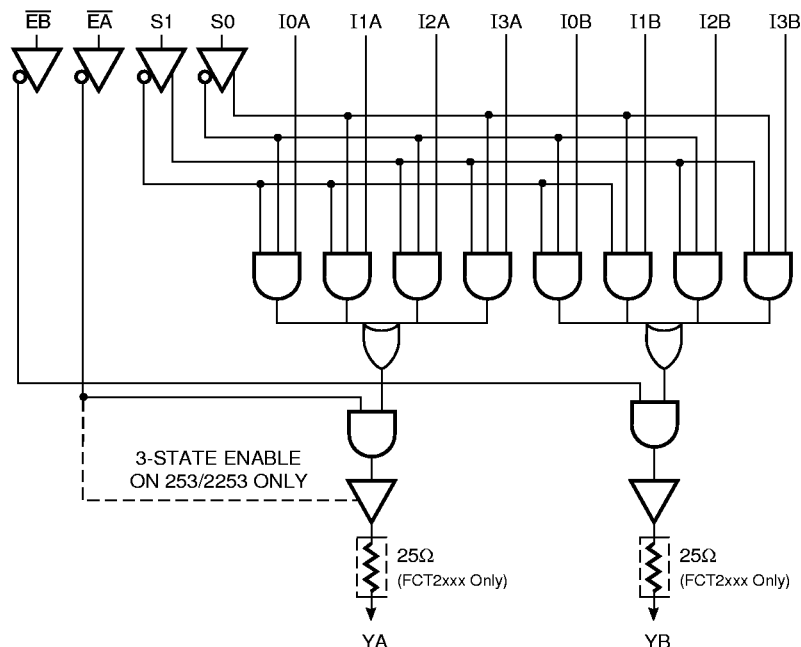 EB EA S1 S0 I0A I1A I2A I3A I0B I1B I2B I3B
3-STATE ENABLE
ON 253/2253 ONLY
25Ω
(FCT2xxx Only)
25Ω
(FCT2xxx Only)
YA YB